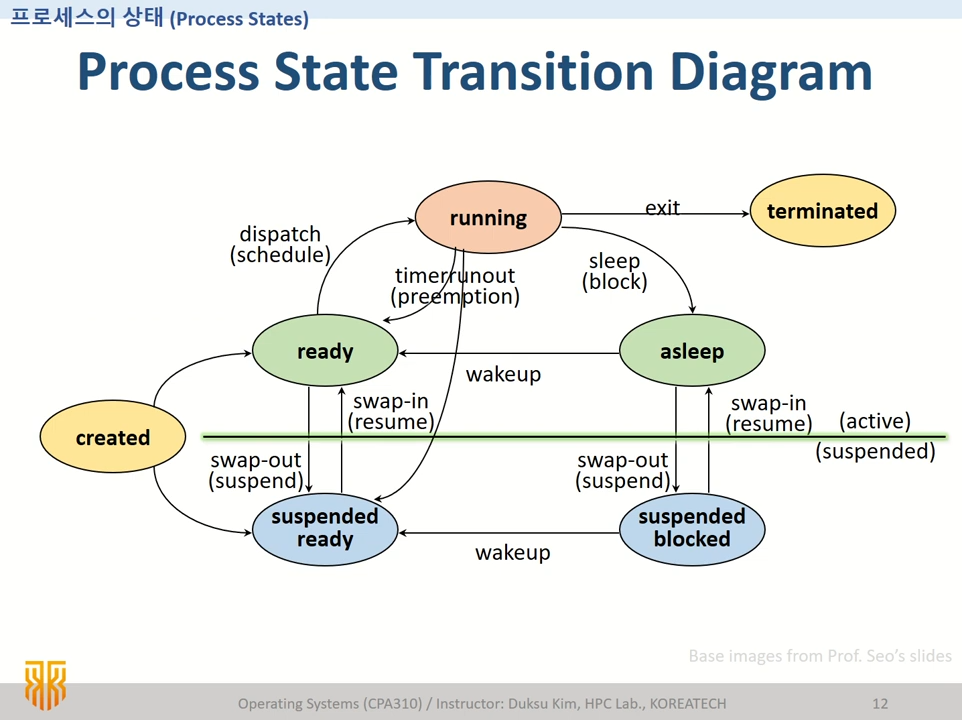 프로세스의 상태 (Process States)
Process State Transition Diagram
running
exit
terminated
dispatch
(schedule)
timerrunout
(preemption)
sleep
(block)
ready
asleep
wakeup
swap-in
(resume)
swap-in
(resume)
(active)
created
(suspended)
swap-out
(suspend)
swap-out
(suspend)
suspended
ready
suspended
blocked
wakeup
Base images from Prof. Seo's slides
Operating Systems (CPA310) / Instructor: Duksu Kim, HPC Lab., KOREATECH
12